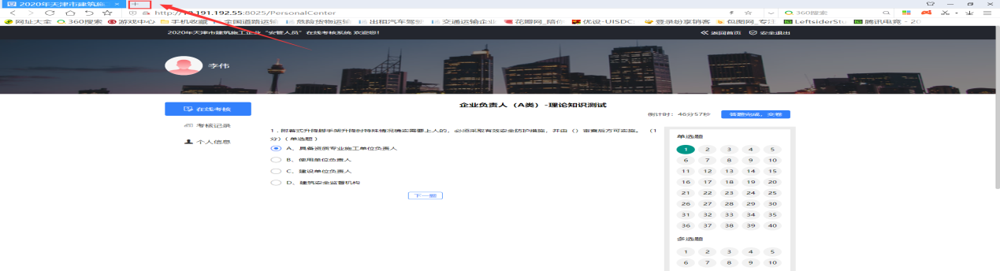 2020年天津市建筑施 × +
http://19.191.192.55:8025/PersonalCenter
360搜索
网址大全 360搜索 游戏中心 手机收藏 全国道路运输 危险货物运输 出租汽车驾驶 交通运输企业 花瓣网_陪你 优设-UISDC: 登录纷享销客 包图网_专注 LeftsiderSt 腾讯电竞 - 20
2020年天津市建筑施工企业“安管人员”在线考核系统 欢迎您!
返回首页 安全退出
李伟
企业负责人（A类）-理论知识测试
倒计时: 46分57秒 答题完成，交卷
在线考核
考核记录
个人信息
1．附着式升降脚手架升降时特殊情况确实需要上人的，必须采取有效安全防护措施，并由（）审查后方可实施。 （1
分）( 单选题 )
A、具备资质专业施工单位负责人
B、使用单位负责人
C、建设单位负责人
D、建筑安全监督机构
下一题
单选题
1 2 3 4 5
6 7 8 9 10
11 12 13 14 15
16 17 18 19 20
21 22 23 24 25
26 27 28 29 30
31 32 33 34 35
36 37 38 39 40
多选题
1 2 3 4 5
6 7 8 9 10